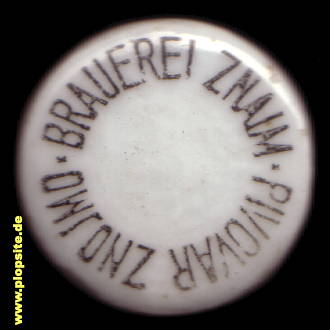 BRAUEREI ZNAIM · PIVOVAR ZNOJMO ·
www.plopsite.de